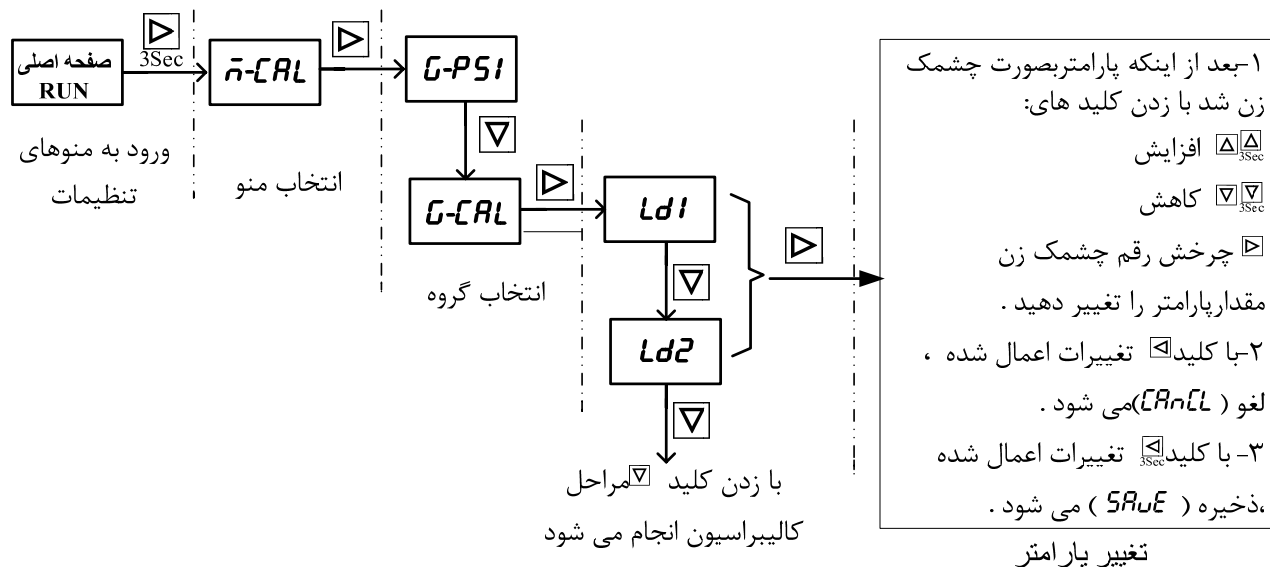 صفحه اصلی
RUN
3Sec
n̄-CAL
G-PS1
G-CAL
Ld1
Ld2
ورود به منوهای
تنظیمات
انتخاب منو
انتخاب گروه
با زدن کلید ▽ مراحل
کالیبراسیون انجام می شود
۱-بعد از اینکه پارامتربصورت چشمک
زن شد با زدن کلید های:
△ △ 3Sec افزایش
▽ ▽ 3Sec کاهش
▷ چرخش رقم چشمک زن
مقدارپارامتر را تغییر دهید .
۲-با کلید ◁ تغییرات اعمال شده ،
لغو ( CAnCL)می شود .
۳- با کلید ◁ 3Sec تغییرات اعمال شده
،ذخیره ( SAvE ) می شود .
تغییر پارامتر